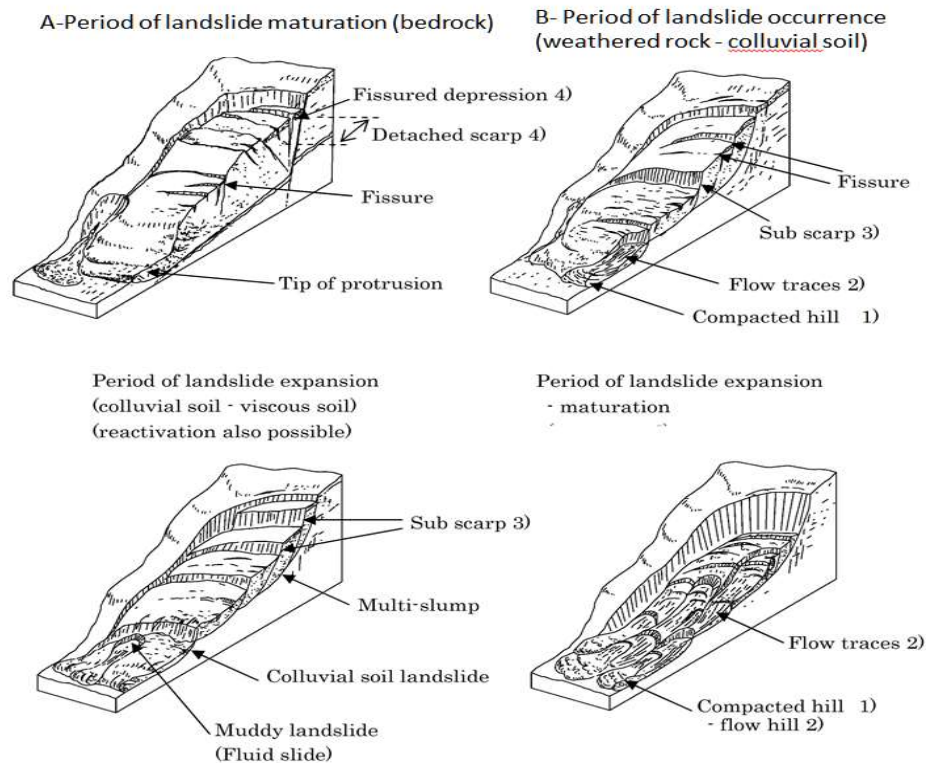 A-Period of landslide maturation (bedrock)
B- Period of landslide occurrence
(weathered rock - colluvial soil)
Fissured depression 4)
Detached scarp 4)
Fissure
Tip of protrusion
Fissure
Sub scarp 3)
Flow traces 2)
Compacted hill 1)
Period of landslide expansion
(colluvial soil - viscous soil)
(reactivation also possible)
Period of landslide expansion
- maturation
Sub scarp 3)
Multi-slump
Colluvial soil landslide
Muddy landslide
(Fluid slide)
Flow traces 2)
Compacted hill 1)
- flow hill 2)